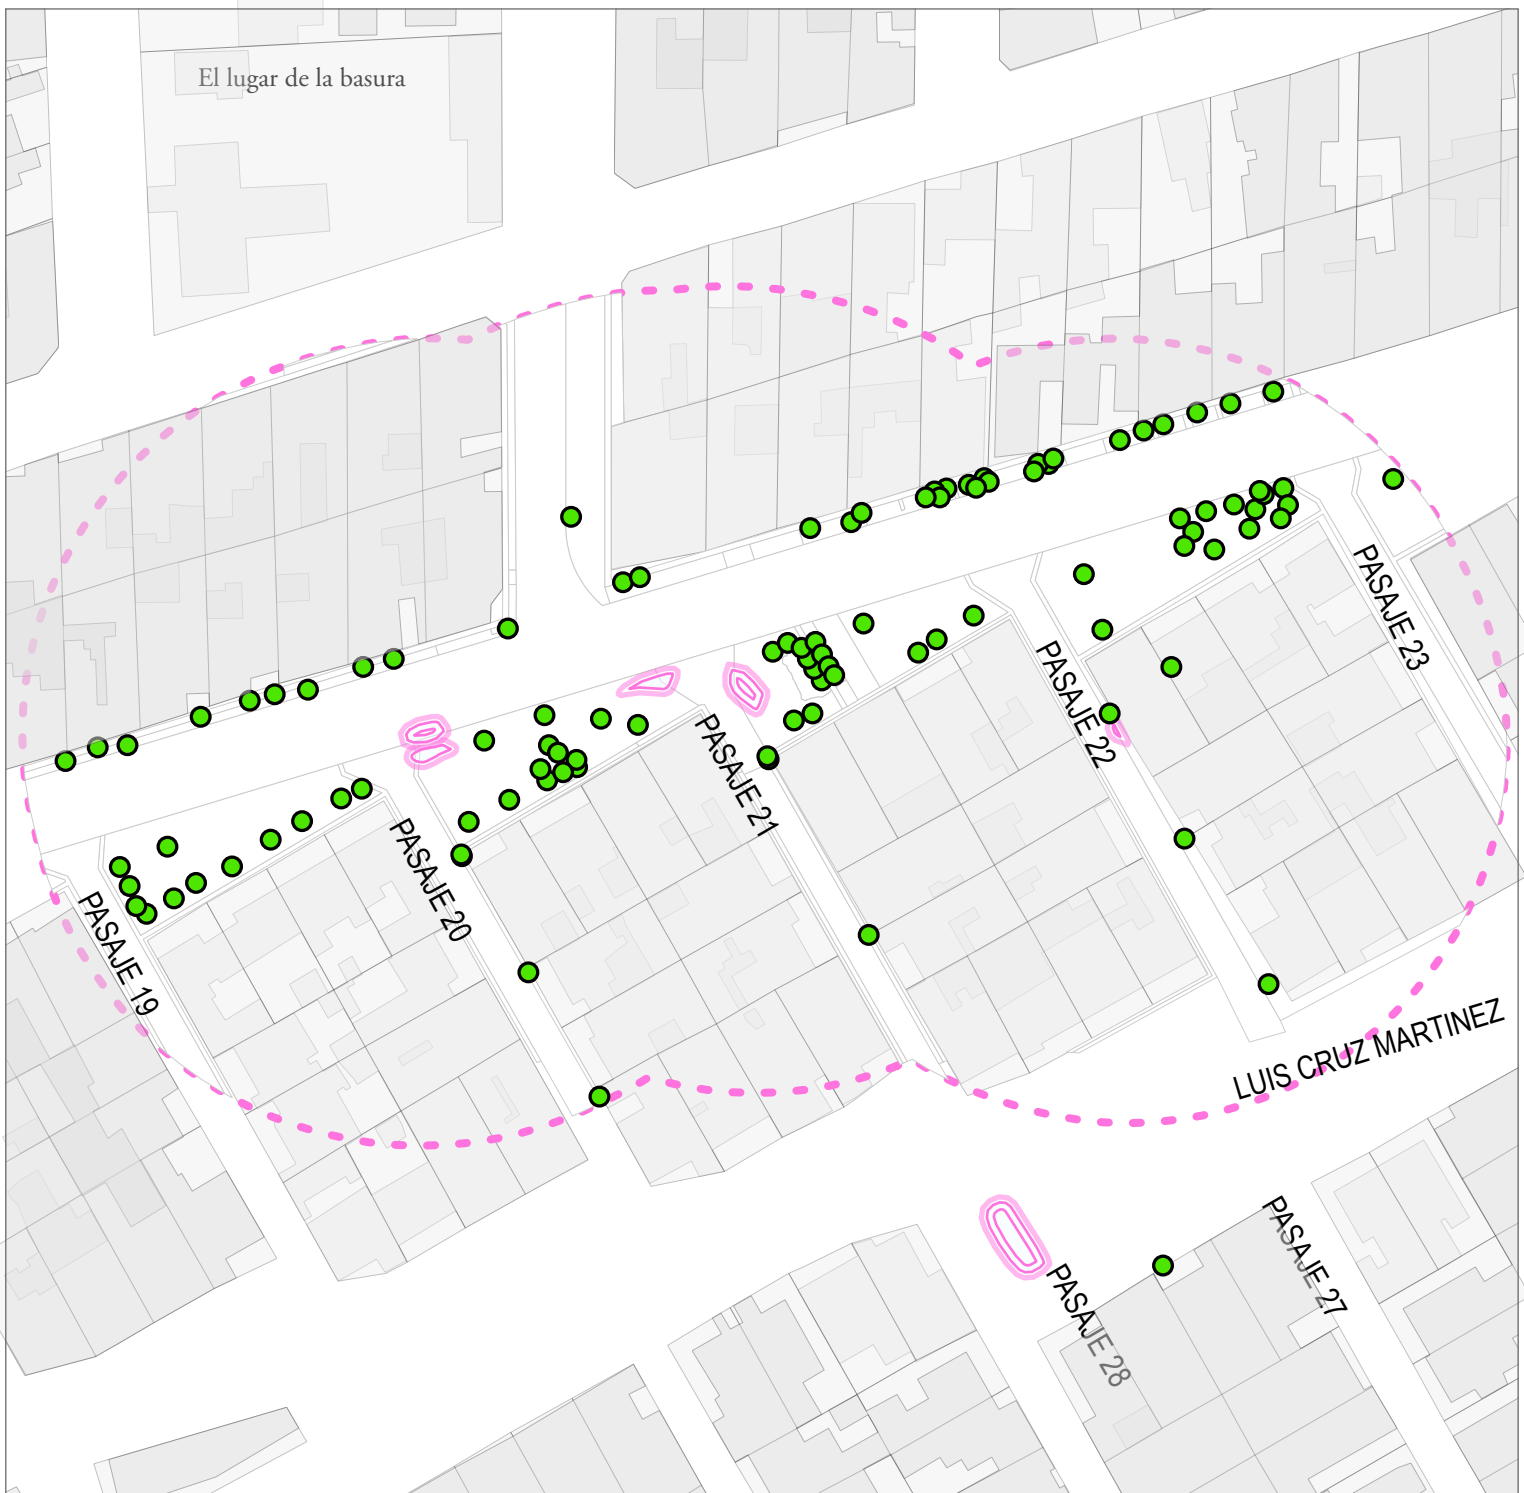 El lugar de la basura
PASAJE 23
PASAJE 22
PASAJE 21
PASAJE 20
PASAJE 19
LUIS CRUZ MARTINEZ
PASAJE 27
PASAJE 28